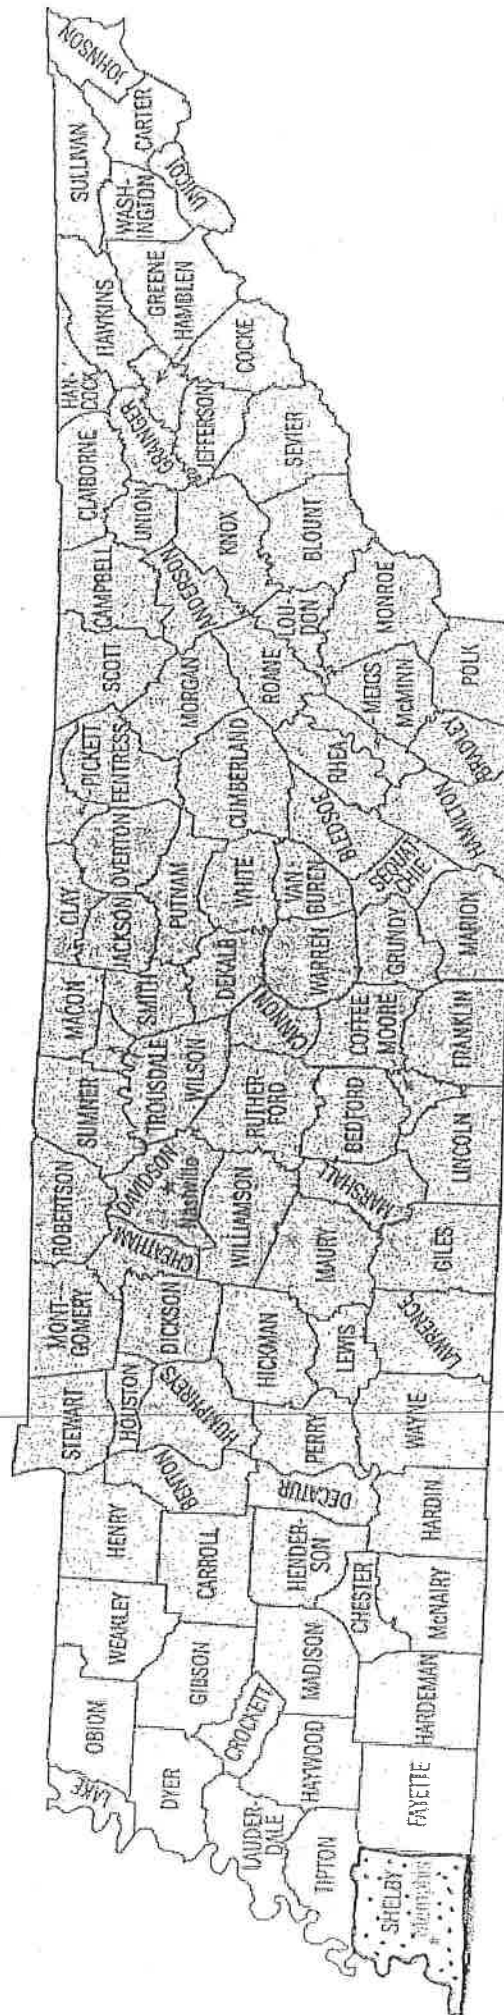 LAKE
OBION
WEAKLEY
HENRY
STEWART
MONT-
GOMERY
ROBERTSON
SUMNER
MACON
CLAY
PICKETT
SCOTT
CAMPBELL
CLAIBORNE
HAN-
COCK
HAWKINS
SULLIVAN
JOHNSON
DYER
GIBSON
CARROLL
BENTON
HOUSTON
HUMPHREYS
DICKSON
CHEATHAM
DAVIDSON
Nashville
TROUSDALE
WILSON
SMITH
JACKSON
OVERTON
FENTRESS
PUTNAM
MORGAN
ANDERSON
UNION
GRAINGER
HAMBLEN
GREENE
WASH-
INGTON
CARTER
UNICOI
LAUDER-
DALE
CROCKETT
HAYWOOD
MADISON
HENDER-
SON
DECATUR
PERRY
HICKMAN
LEWIS
WILLIAMSON
MAURY
RUTHER-
FORD
CANNON
DEKALB
WHITE
CUMBERLAND
ROANE
LOU-
DON
KNOX
JEFFERSON
COCKE
SEVIER
BLOUNT
TIPTON
CHESTER
MARSHALL
BEDFORD
COFFEE
MOORE
WARREN
VAN
BUREN
GRUNDY
BLEDSOE
SEQUAT-
CHIE
RHEA
MEIGS
McMINN
MONROE
SHELBY
Memphis
FAYETTE
HARDEMAN
McNAIRY
HARDIN
WAYNE
LAWRENCE
GILES
LINCOLN
FRANKLIN
MARION
HAMILTON
BRADLEY
POLK